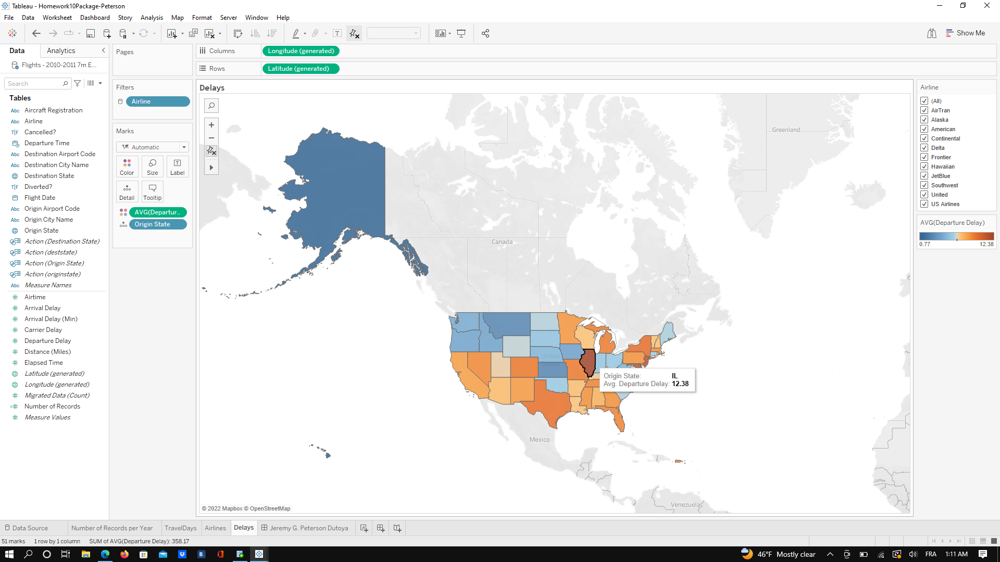 Tableau - Homework10Package-Peterson
File Data Worksheet Dashboard Story Analysis Map Format Server Window Help
Show Me
Data Analytics
Flights - 2010-2011 7m E...
Search
Tables
Abc Aircraft Registration
Abc Airline
T|F Cancelled?
Departure Time
Abc Destination Airport Code
Abc Destination City Name
Destination State
T|F Diverted?
Flight Date
Abc Origin Airport Code
Abc Origin City Name
Origin State
Action (Destination State)
Action (deststate)
Action (Origin State)
Action (originstate)
Abc Measure Names
# Airtime
# Arrival Delay
# Arrival Delay (Min)
# Carrier Delay
# Departure Delay
# Distance (Miles)
# Elapsed Time
Latitude (generated)
Longitude (generated)
# Migrated Data (Count)
=# Number of Records
# Measure Values
Pages
Filters
Airline
Marks
Automatic
Color Size Label
Detail Tooltip
AVG(Departur..
Origin State
Columns Longitude (generated)
Rows Latitude (generated)
Delays
Greenland
Canada
United
States
Origin State: IL
Avg. Departure Delay: 12.38
Mexico
Venezuela
© 2022 Mapbox © OpenStreetMap
Airline
(All)
AirTran
Alaska
American
Continental
Delta
Frontier
Hawaiian
JetBlue
Southwest
United
US Airlines
AVG(Departure Delay)
0.77 12.38
Data Source Number of Records per Year TravelDays Airlines Delays Jeremy G. Peterson Dutoya
51 marks 1 row by 1 column SUM of AVG(Departure Delay): 358.17
46°F Mostly clear FRA 1:11 AM